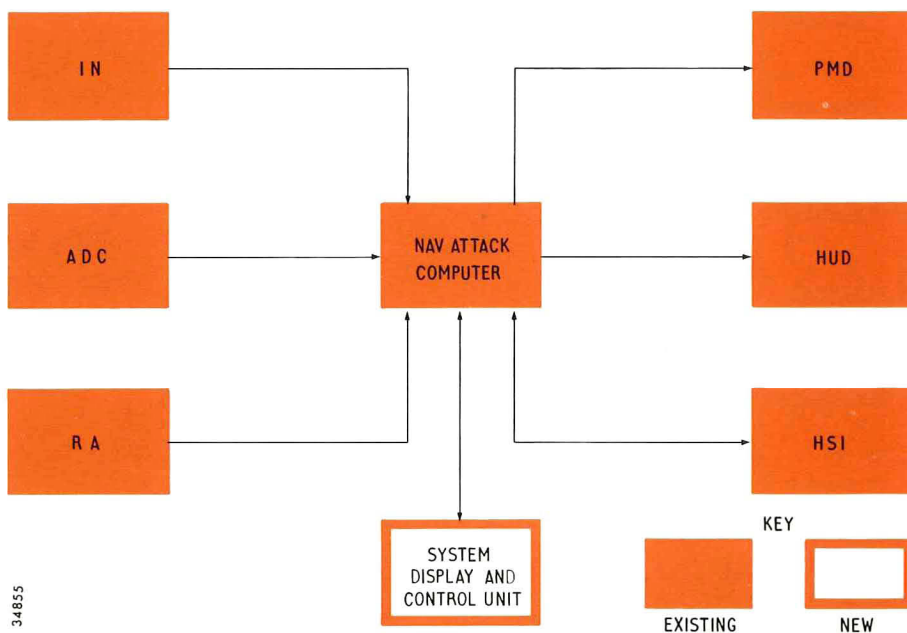 IN
PMD
ADC
NAV ATTACK
COMPUTER
HUD
RA
HSI
SYSTEM
DISPLAY AND
CONTROL UNIT
KEY
EXISTING
NEW
34855